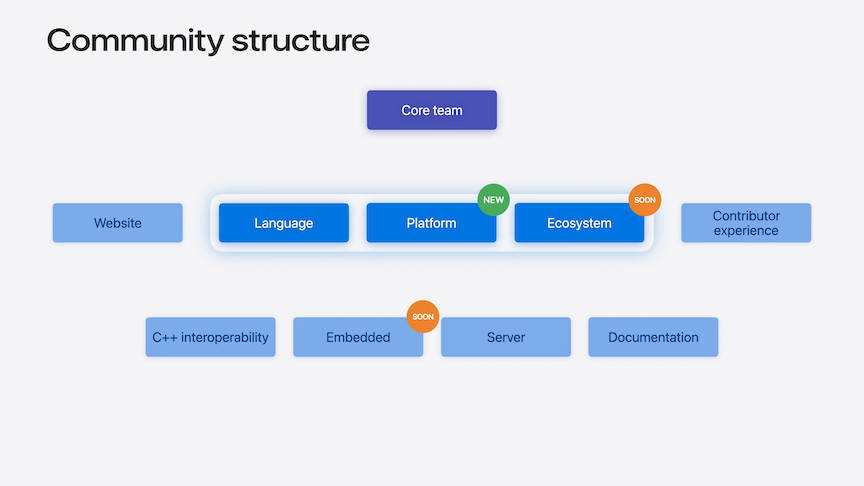 Community structure
Core team
NEW
SOON
Website
Language
Platform
Ecosystem
Contributor
experience
SOON
C++ interoperability
Embedded
Server
Documentation